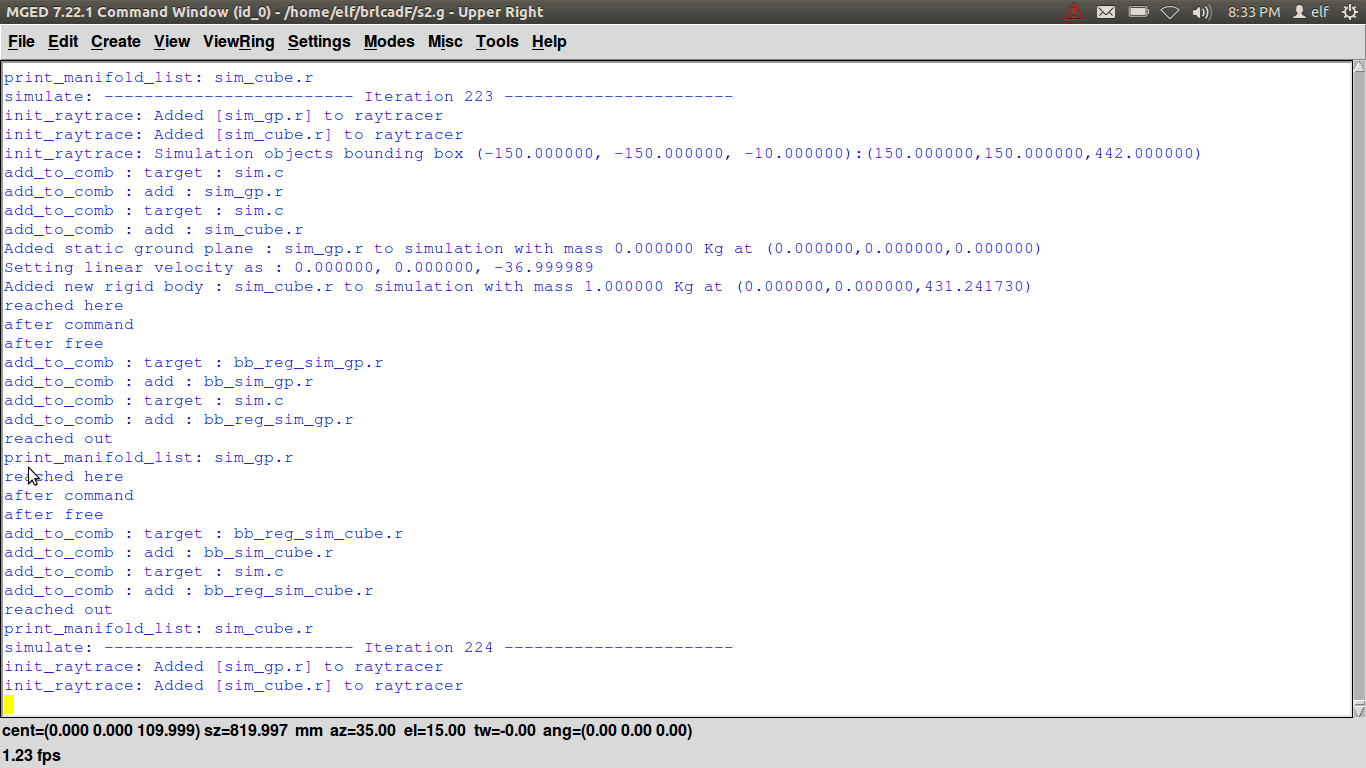 MGED 7.22.1 Command Window (id_0) - /home/elf/brlcadF/s2.g - Upper Right
8:33 PM
elf
File Edit Create View ViewRing Settings Modes Misc Tools Help
print_manifold_list: sim_cube.r
simulate: ------------------------- Iteration 223 -----------------------
init_raytrace: Added [sim_gp.r] to raytracer
init_raytrace: Added [sim_cube.r] to raytracer
init_raytrace: Simulation objects bounding box (-150.000000, -150.000000, -10.000000):(150.000000,150.000000,442.000000)
add_to_comb : target : sim.c
add_to_comb : add : sim_gp.r
add_to_comb : target : sim.c
add_to_comb : add : sim_cube.r
Added static ground plane : sim_gp.r to simulation with mass 0.000000 Kg at (0.000000,0.000000,0.000000)
Setting linear velocity as : 0.000000, 0.000000, -36.999989
Added new rigid body : sim_cube.r to simulation with mass 1.000000 Kg at (0.000000,0.000000,431.241730)
reached here
after command
after free
add_to_comb : target : bb_reg_sim_gp.r
add_to_comb : add : bb_sim_gp.r
add_to_comb : target : sim.c
add_to_comb : add : bb_reg_sim_gp.r
reached out
print_manifold_list: sim_gp.r
reached here
after command
after free
add_to_comb : target : bb_reg_sim_cube.r
add_to_comb : add : bb_sim_cube.r
add_to_comb : target : sim.c
add_to_comb : add : bb_reg_sim_cube.r
reached out
print_manifold_list: sim_cube.r
simulate: ------------------------- Iteration 224 -----------------------
init_raytrace: Added [sim_gp.r] to raytracer
init_raytrace: Added [sim_cube.r] to raytracer
cent=(0.000 0.000 109.999) sz=819.997 mm az=35.00 el=15.00 tw=-0.00 ang=(0.00 0.00 0.00)
1.23 fps